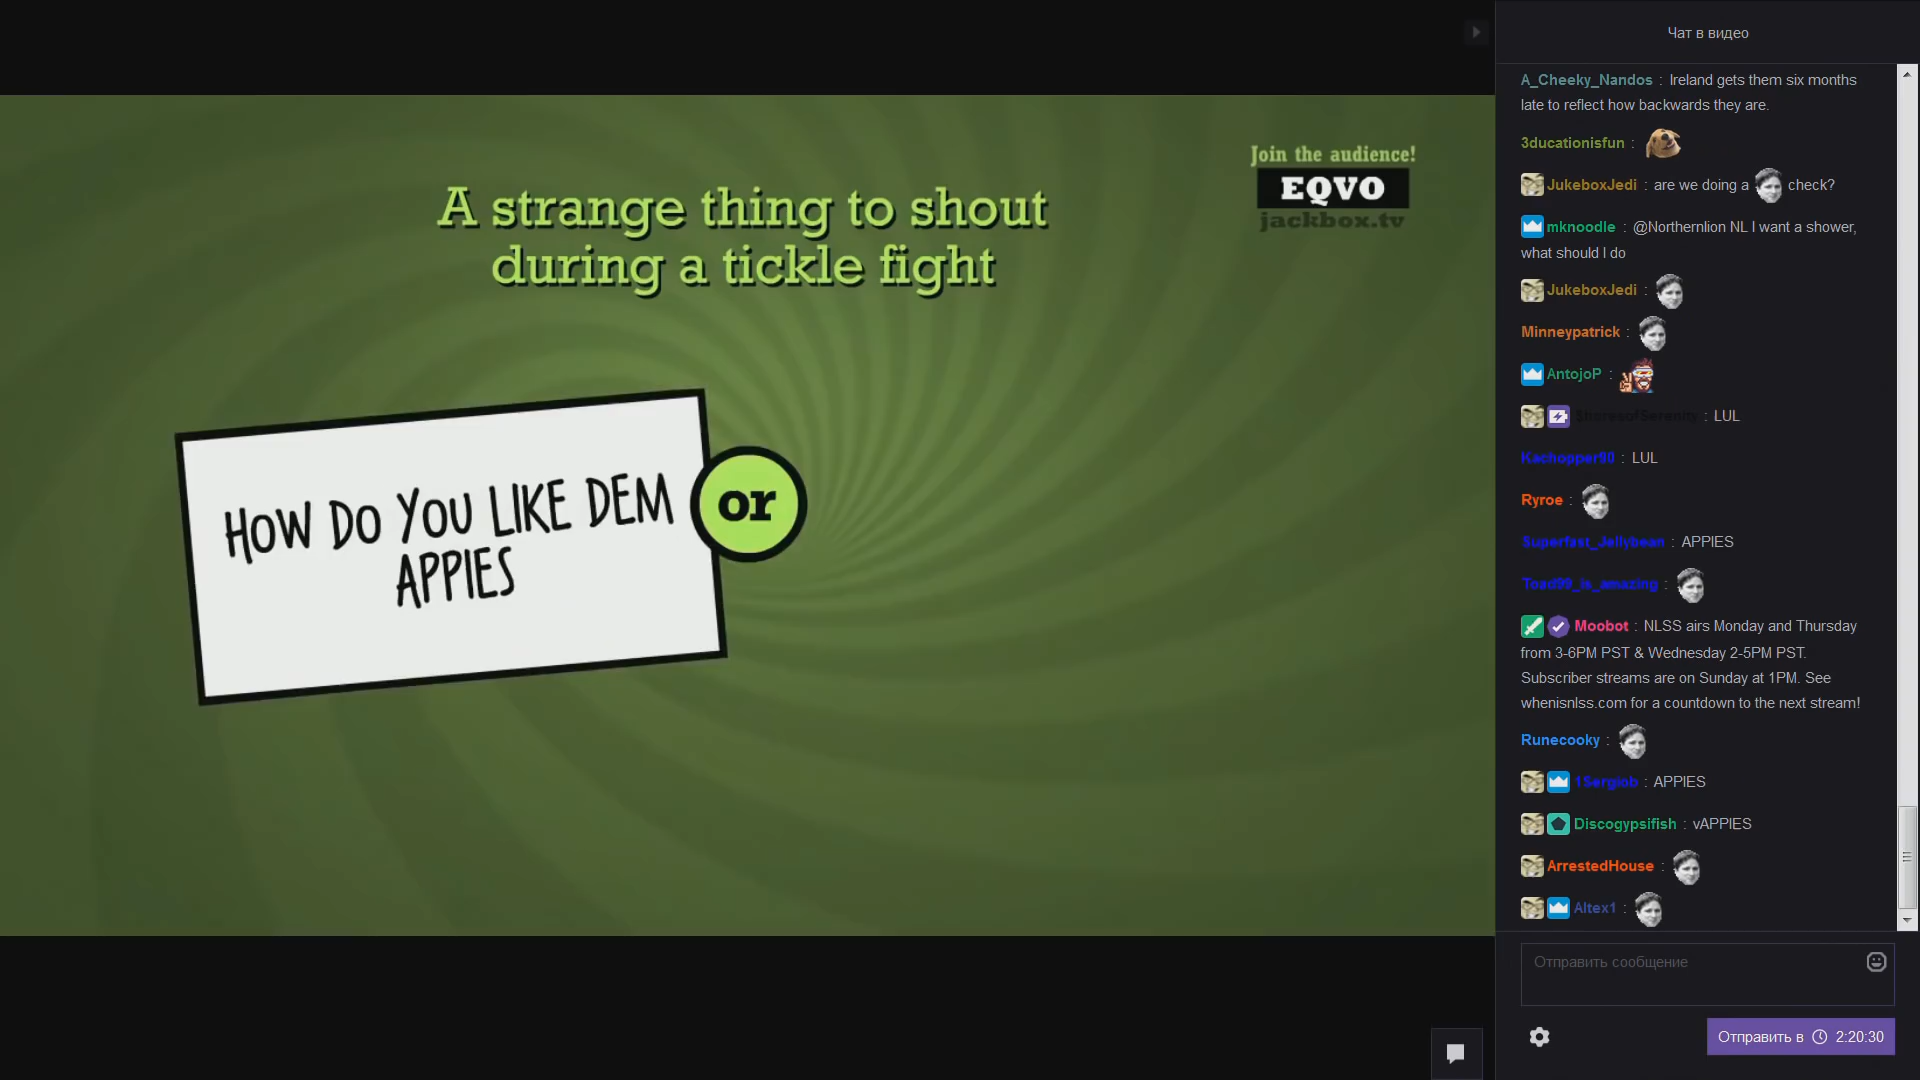 A strange thing to shout
during a tickle fight
Join the audience!
EQVO
jackbox.tv
HOW DO YOU LIKE DEM
APPIES
or
Чат в видео
A_Cheeky_Nandos : Ireland gets them six months
late to reflect how backwards they are.
3ducationisfun :
JukeboxJedi : are we doing a check?
mknoodle : @Northernlion NL I want a shower,
what should I do
JukeboxJedi :
Minneypatrick :
AntojoP :
: LUL
Kachopper90 : LUL
Ryroe :
Superfast_Jellybean : APPIES
Toad99_is_amazing :
Moobot : NLSS airs Monday and Thursday
from 3-6PM PST & Wednesday 2-5PM PST.
Subscriber streams are on Sunday at 1PM. See
whenisnlss.com for a countdown to the next stream!
Runecooky :
1Sergiob : APPIES
Discogypsifish : vAPPIES
ArrestedHouse :
Altex1 :
Отправить сообщение
Отправить в 2:20:30